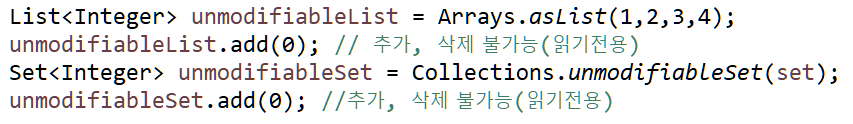 List<Integer> unmodifiableList = Arrays.asList(1,2,3,4);
unmodifiableList.add(0); // 추가, 삭제 불가능(읽기전용)
Set<Integer> unmodifiableSet = Collections.unmodifiableSet(set);
unmodifiableSet.add(0); //추가, 삭제 불가능(읽기전용)